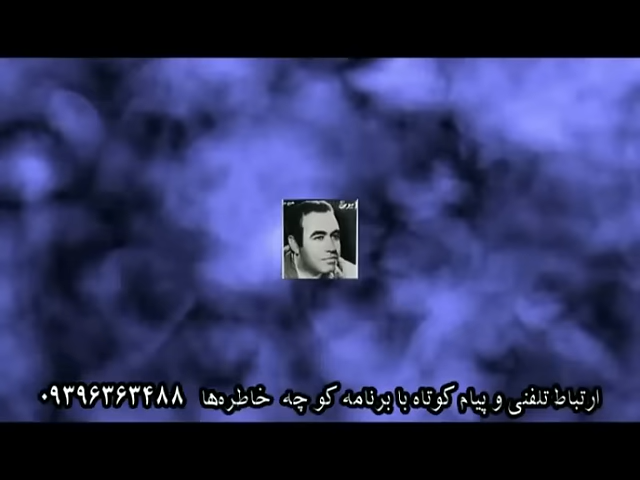 ارتباط تلفنی و پیام کوتاه با برنامه کوچه خاطره‌ها ۰۹۳۹۶۳۶۳۴۸۸